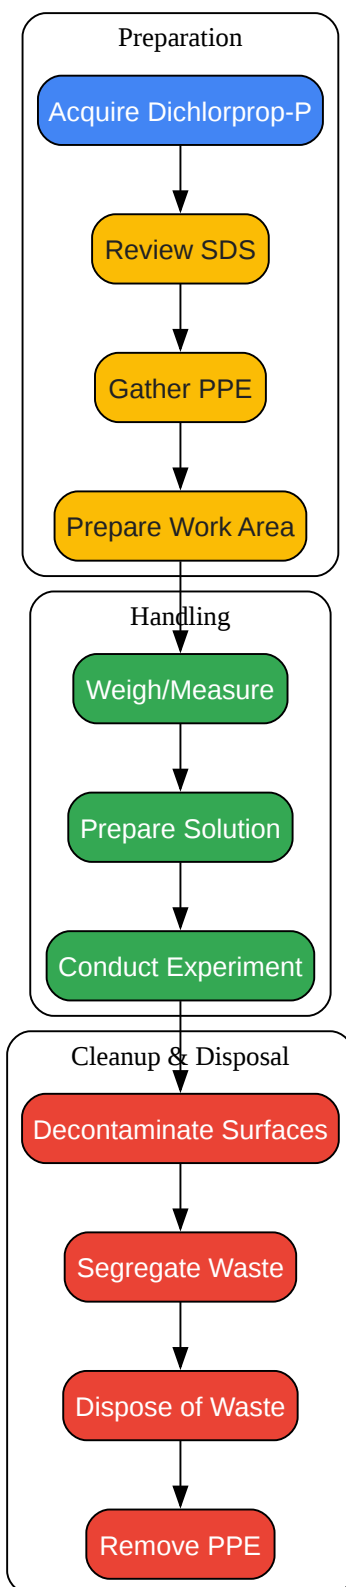 Preparation
Acquire Dichlorprop-P
Review SDS
Gather PPE
Prepare Work Area
Handling
Weigh/Measure
Prepare Solution
Conduct Experiment
Cleanup & Disposal
Decontaminate Surfaces
Segregate Waste
Dispose of Waste
Remove PPE